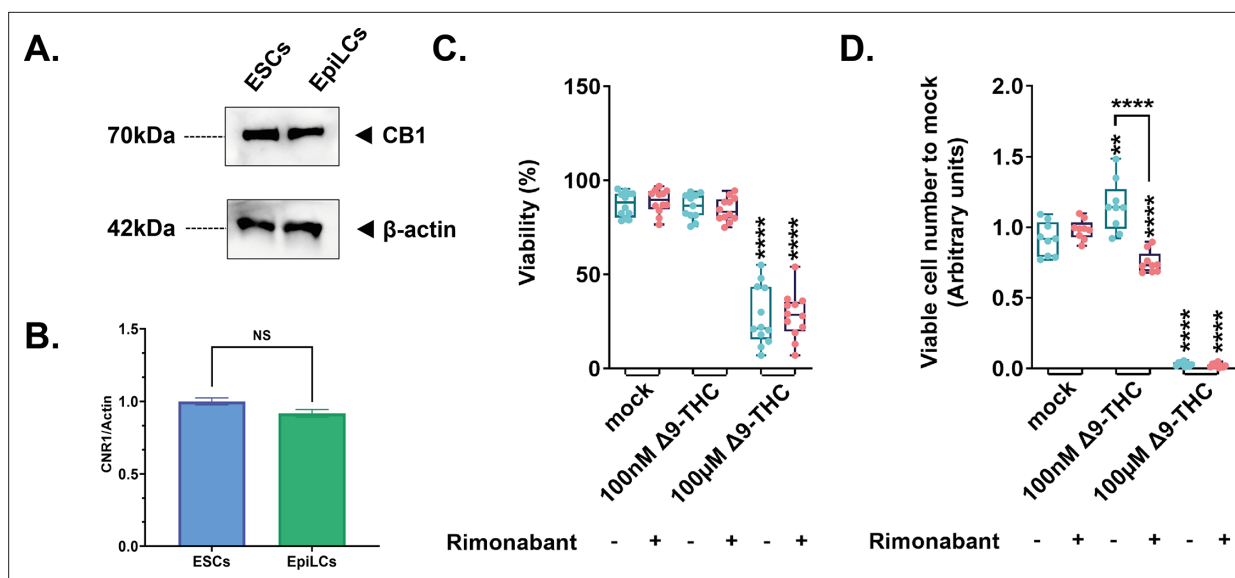 A.
ESCs
EpiLCs
70kDa
CB1
42kDa
β-actin
B.
1.5
1.0
0.5
0.0
CNR1/Actin
NS
ESCs
EpiLCs
C.
150
100
50
0
Viability (%)
****
****
mock
100nM Δ9-THC
100μM Δ9-THC
Rimonabant - + - + - +
D.
2.0
1.5
1.0
0.5
0.0
Viable cell number to mock
(Arbitrary units)
****
**
****
****
****
mock
100nM Δ9-THC
100μM Δ9-THC
Rimonabant - + - + - +